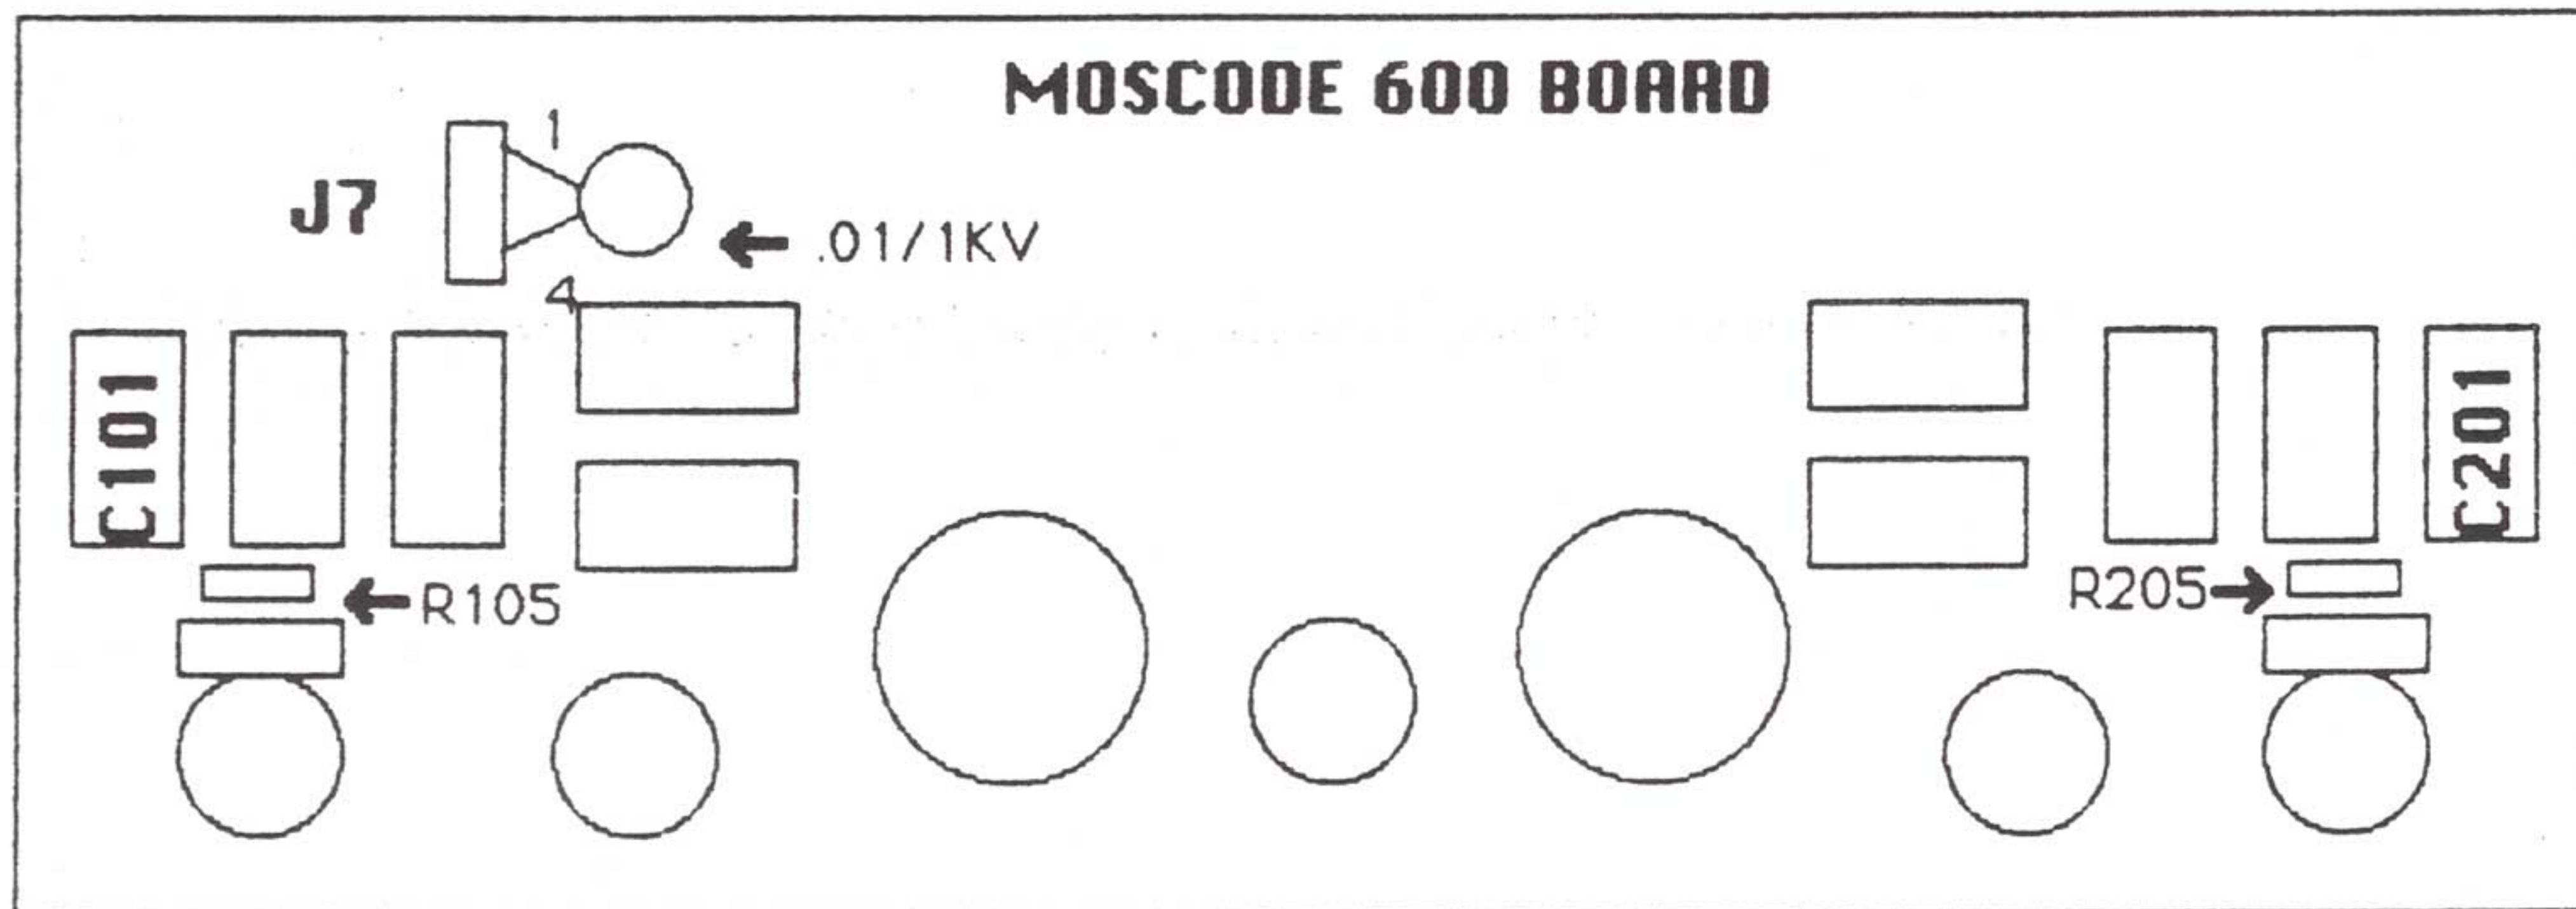 MOSCODE 600 BOARD
1
J7
.01/1KV
4
C101
C201
R105
R205